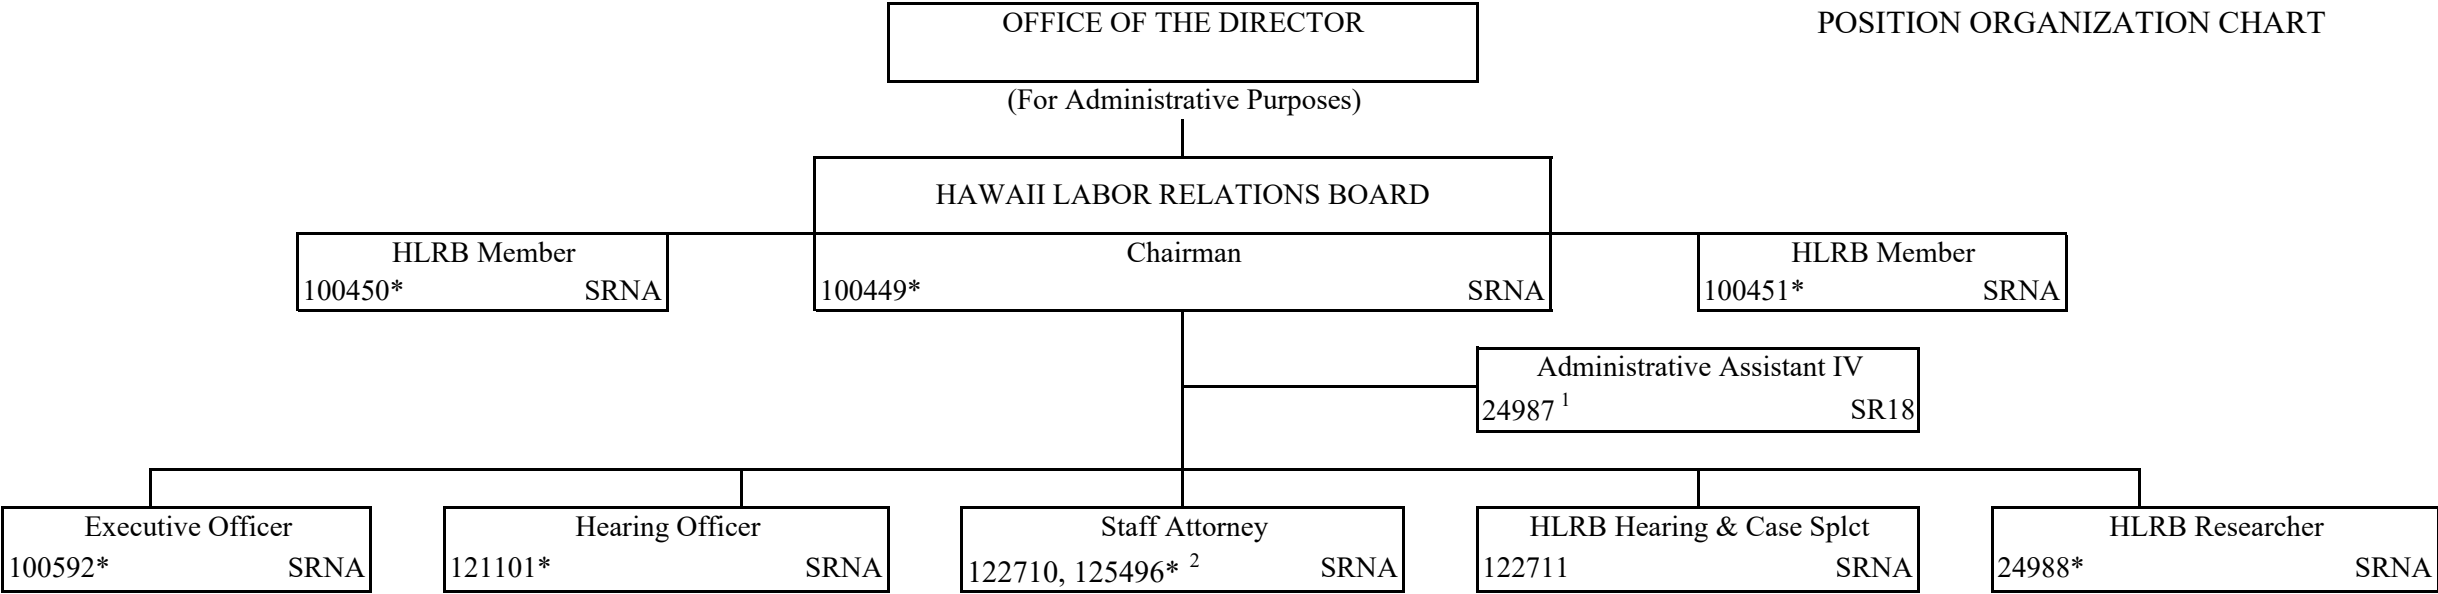 OFFICE OF THE DIRECTOR
POSITION ORGANIZATION CHART
(For Administrative Purposes)
HAWAII LABOR RELATIONS BOARD
HLRB Member
100450* SRNA
Chairman
100449* SRNA
HLRB Member
100451* SRNA
Administrative Assistant IV
24987 1 SR18
Executive Officer
100592* SRNA
Hearing Officer
121101* SRNA
Staff Attorney
122710, 125496* 2 SRNA
HLRB Hearing & Case Splct
122711 SRNA
HLRB Researcher
24988* SRNA